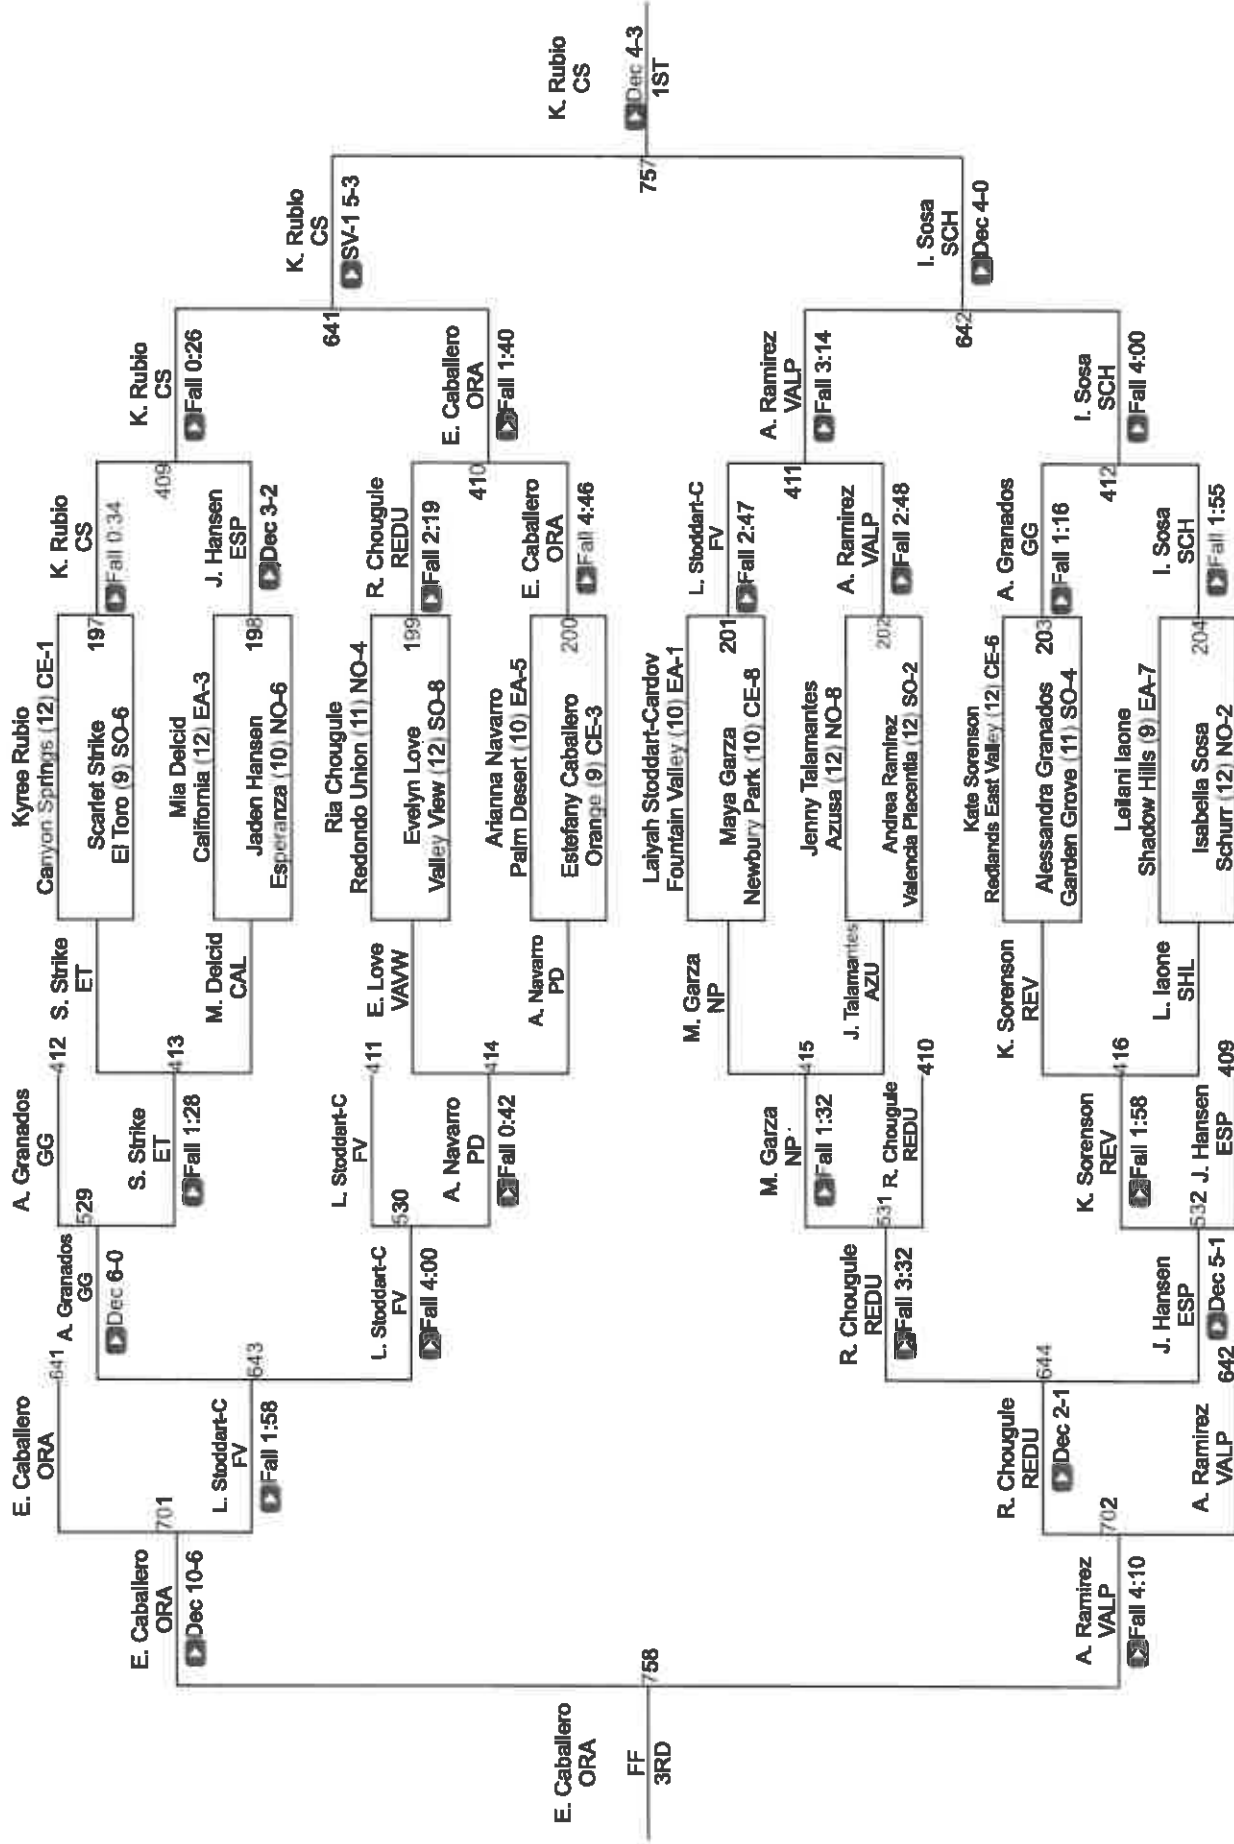 Kyree Rubio
Canyon Springs (12) CE-1
197
Scarlet Strike
El Toro (9) SO-6
Mia Delcid
California (12) EA-3
198
Jaden Hansen
Esperanza (10) NO-6
Ria Chougule
Redondo Union (11) NO-4
199
Evelyn Love
Valley View (12) SO-8
Arianna Navarro
Palm Desert (10) EA-5
200
Estefany Caballero
Orange (9) CE-3
Laiyah Stoddart-Cardov
Fountain Valley (10) EA-1
201
Maya Garza
Newbury Park (10) CE-8
Jenny Talamantes
Azusa (12) NO-8
202
Andrea Ramirez
Valencia Placentia (12) SO-2
Kate Sorenson
Redlands East Valley (12) CE-6
203
Alessandra Granados
Garden Grove (11) SO-4
Leilani Iaone
Shadow Hills (9) EA-7
204
Isabella Sosa
Schurr (12) NO-2
K. Rubio
CS
Fall 0:34
409
J. Hansen
ESP
Dec 3-2
R. Chougule
REDU
Fall 2:19
410
E. Caballero
ORA
Fall 4:46
L. Stoddart-C
FV
Fall 2:47
411
A. Ramirez
VALP
Fall 2:48
A. Granados
GG
Fall 1:16
412
I. Sosa
SCH
Fall 1:55
K. Rubio
CS
Fall 0:26
641
E. Caballero
ORA
Fall 1:40
A. Ramirez
VALP
Fall 3:14
642
I. Sosa
SCH
Fall 4:00
K. Rubio
CS
SV-1 5-3
757
I. Sosa
SCH
Dec 4-0
K. Rubio
CS
Dec 4-3
1ST
S. Strike
ET
413
M. Delcid
CAL
E. Love
VAVW
414
A. Navarro
PD
M. Garza
NP
415
J. Talamantes
AZU
K. Sorenson
REV
416
L. Iaone
SHL
A. Granados
GG
412
529
S. Strike
ET
Fall 1:28
L. Stoddart-C
FV
411
530
A. Navarro
PD
Fall 0:42
M. Garza
NP
Fall 1:32
531
R. Chougule
REDU
410
K. Sorenson
REV
Fall 1:58
532
J. Hansen
ESP
409
A. Granados
GG
Dec 6-0
643
L. Stoddart-C
FV
Fall 4:00
R. Chougule
REDU
Fall 3:32
644
J. Hansen
ESP
Dec 5-1
E. Caballero
ORA
641
701
L. Stoddart-C
FV
Fall 1:58
R. Chougule
REDU
Dec 2-1
702
A. Ramirez
VALP
642
E. Caballero
ORA
Dec 10-6
758
A. Ramirez
VALP
Fall 4:10
E. Caballero
ORA
FF
3RD